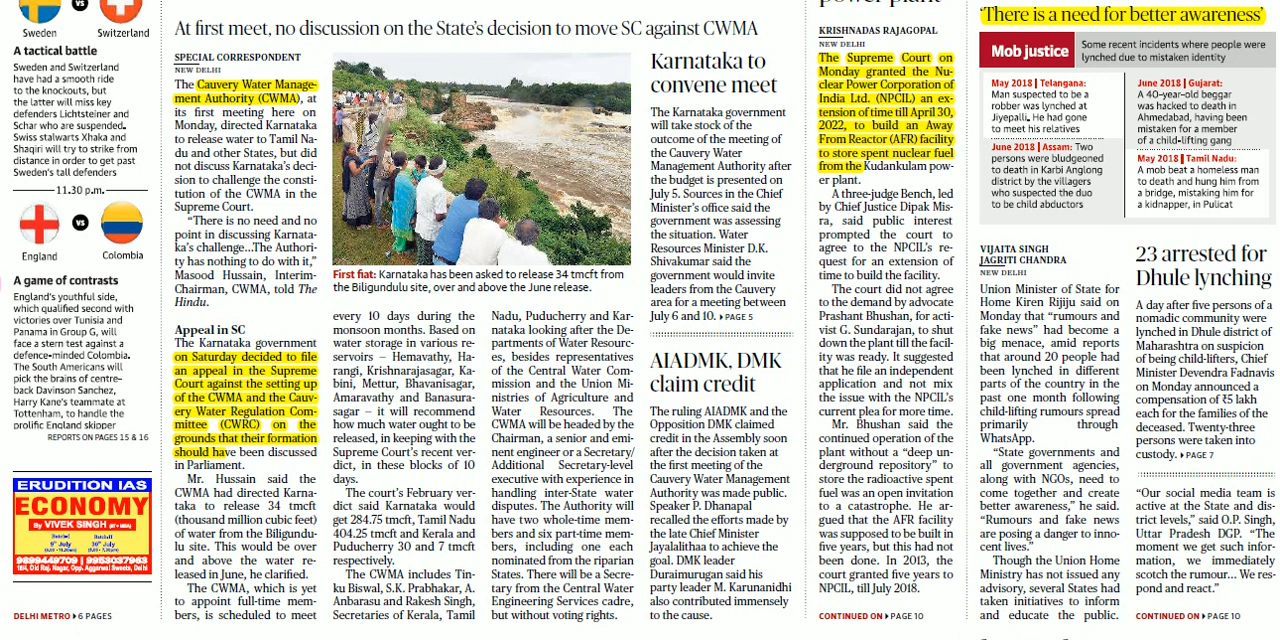 Sweden
VS
Switzerland
A tactical battle
Sweden and Switzerland
have had a smooth ride
to the knockouts, but
the latter will miss key
defenders Lichtsteiner and
Schar who are suspended.
Swiss stalwarts Xhaka and
Shaqiri will try to strike from
distance in order to get past
Sweden's tall defenders
11.30 p.m.
England
VS
Colombia
A game of contrasts
England's youthful side,
which qualified second with
victories over Tunisia and
Panama in Group G, will
face a stern test against a
defence-minded Colombia.
The South Americans will
pick the brains of centre-
back Davinson Sanchez,
Harry Kane's teammate at
Tottenham, to handle the
prolific England skipper
REPORTS ON PAGES 15 & 16
ERUDITION IAS
ECONOMY
By VIVEK SINGH
9899449709 | 9953037963
DELHI METRO ▸ 6 PAGES
At first meet, no discussion on the State's decision to move SC against CWMA
SPECIAL CORRESPONDENT
NEW DELHI
The Cauvery Water Manage-
ment Authority (CWMA), at
its first meeting here on
Monday, directed Karnataka
to release water to Tamil Na-
du and other States, but did
not discuss Karnataka's deci-
sion to challenge the consti-
tution of the CWMA in the
Supreme Court.
"There is no need and no
point in discussing Karnata-
ka's challenge...The Authori-
ty has nothing to do with it,"
Masood Hussain, Interim-
Chairman, CWMA, told The
Hindu.
Appeal in SC
The Karnataka government
on Saturday decided to file
an appeal in the Supreme
Court against the setting up
of the CWMA and the Cauv-
ery Water Regulation Com-
mittee (CWRC) on the
grounds that their formation
should have been discussed
in Parliament.
Mr. Hussain said the
CWMA had directed Karna-
taka to release 34 tmcft
(thousand million cubic feet)
of water from the Biligundu-
lu site. This would be over
and above the water re-
leased in June, he clarified.
The CWMA, which is yet
to appoint full-time mem-
bers, is scheduled to meet
First fiat: Karnataka has been asked to release 34 tmcft from
the Biligundulu site, over and above the June release.
every 10 days during the
monsoon months. Based on
water storage in various re-
servoirs – Hemavathy, Ha-
rangi, Krishnarajasagar, Ka-
bini, Mettur, Bhavanisagar,
Amaravathy and Banasura-
sagar – it will recommend
how much water ought to be
released, in keeping with the
Supreme Court's recent ver-
dict, in these blocks of 10
days.
The court's February ver-
dict said Karnataka would
get 284.75 tmcft, Tamil Nadu
404.25 tmcft and Kerala and
Puducherry 30 and 7 tmcft
respectively.
The CWMA includes Tin-
ku Biswal, S.K. Prabhakar, A.
Anbarasu and Rakesh Singh,
Secretaries of Kerala, Tamil
Nadu, Puducherry and Kar-
nataka looking after the De-
partments of Water Resourc-
es, besides representatives
of the Central Water Com-
mission and the Union Mi-
nistries of Agriculture and
Water Resources. The
CWMA will be headed by the
Chairman, a senior and emi-
nent engineer or a Secretary/
Additional Secretary-level
executive with experience in
handling inter-State water
disputes. The Authority will
have two whole-time mem-
bers and six part-time mem-
bers, including one each
nominated from the riparian
States. There will be a Secre-
tary from the Central Water
Engineering Services cadre,
but without voting rights.
Karnataka to
convene meet
The Karnataka government
will take stock of the
outcome of the meeting of
the Cauvery Water
Management Authority after
the budget is presented on
July 5. Sources in the Chief
Minister's office said the
government was assessing
the situation. Water
Resources Minister D.K.
Shivakumar said the
government would invite
leaders from the Cauvery
area for a meeting between
July 6 and 10. ▸ PAGE 5
AIADMK, DMK
claim credit
The ruling AIADMK and the
Opposition DMK claimed
credit in the Assembly soon
after the decision taken at
the first meeting of the
Cauvery Water Management
Authority was made public.
Speaker P. Dhanapal
recalled the efforts made by
the late Chief Minister
Jayalalithaa to achieve the
goal. DMK leader
Duraimurugan said his
party leader M. Karunanidhi
also contributed immensely
to the cause.
power plant
KRISHNADAS RAJAGOPAL
NEW DELHI
The Supreme Court on
Monday granted the Nu-
clear Power Corporation of
India Ltd. (NPCIL) an ex-
tension of time till April 30,
2022, to build an Away
From Reactor (AFR) facility
to store spent nuclear fuel
from the Kudankulam pow-
er plant.
A three-judge Bench, led
by Chief Justice Dipak Mis-
ra, said public interest
prompted the court to
agree to the NPCIL's re-
quest for an extension of
time to build the facility.
The court did not agree
to the demand by advocate
Prashant Bhushan, for acti-
vist G. Sundarajan, to shut
down the plant till the facil-
ity was ready. It suggested
that he file an independent
application and not mix
the issue with the NPCIL's
current plea for more time.
Mr. Bhushan said the
continued operation of the
plant without a "deep un-
derground repository" to
store the radioactive spent
fuel was an open invitation
to a catastrophe. He ar-
gued that the AFR facility
was supposed to be built in
five years, but this had not
been done. In 2013, the
court granted five years to
NPCIL, till July 2018.
CONTINUED ON ▸ PAGE 10
'There is a need for better awareness'
Mob justice
Some recent incidents where people were
lynched due to mistaken identity
May 2018 | Telangana:
Man suspected to be a
robber was lynched at
Jiyepalli. He had gone
to meet his relatives
June 2018 | Assam: Two
persons were bludgeoned
to death in Karbi Anglong
district by the villagers
who suspected the duo
to be child abductors
June 2018 | Gujarat:
A 40-year-old beggar
was hacked to death in
Ahmedabad, having been
mistaken for a member
of a child-lifting gang
May 2018 | Tamil Nadu:
A mob beat a homeless man
to death and hung him from
a bridge, mistaking him for
a kidnapper, in Pulicat
VIJAITA SINGH
JAGRITI CHANDRA
NEW DELHI
Union Minister of State for
Home Kiren Rijiju said on
Monday that "rumours and
fake news" had become a
big menace, amid reports
that around 20 people had
been lynched in different
parts of the country in the
past one month following
child-lifting rumours spread
primarily through
WhatsApp.
"State governments and
all government agencies,
along with NGOs, need to
come together and create
better awareness," he said.
"Rumours and fake news
are posing a danger to inno-
cent lives."
Though the Union Home
Ministry has not issued any
advisory, several States had
taken initiatives to inform
and educate the public.
23 arrested for
Dhule lynching
A day after five persons of a
nomadic community were
lynched in Dhule district of
Maharashtra on suspicion
of being child-lifters, Chief
Minister Devendra Fadnavis
on Monday announced a
compensation of ₹5 lakh
each for the families of the
deceased. Twenty-three
persons were taken into
custody. ▸ PAGE 7
"Our social media team is
active at the State and dis-
trict levels," said O.P. Singh,
Uttar Pradesh DGP. "The
moment we get such infor-
mation, we immediately
scotch the rumour... We res-
pond and react."
CONTINUED ON ▸ PAGE 10